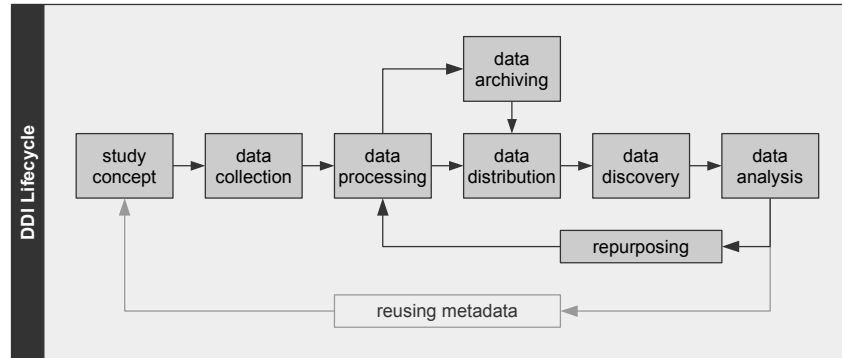 DDI Lifecycle
data
archiving
study
concept
data
collection
data
processing
data
distribution
data
discovery
data
analysis
repurposing
reusing metadata